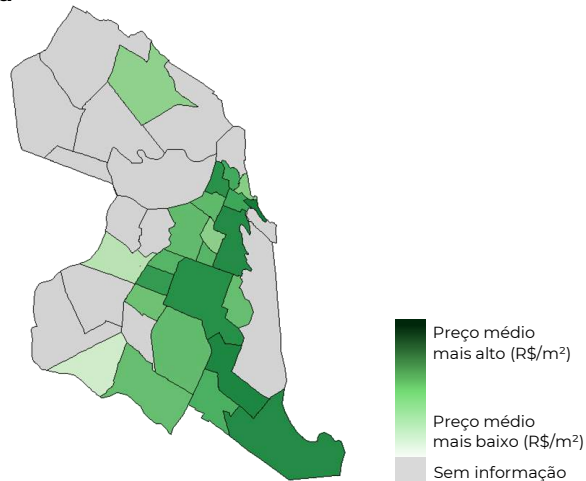 Preço médio
mais alto (R$/m²)
Preço médio
mais baixo (R$/m²)
Sem informação